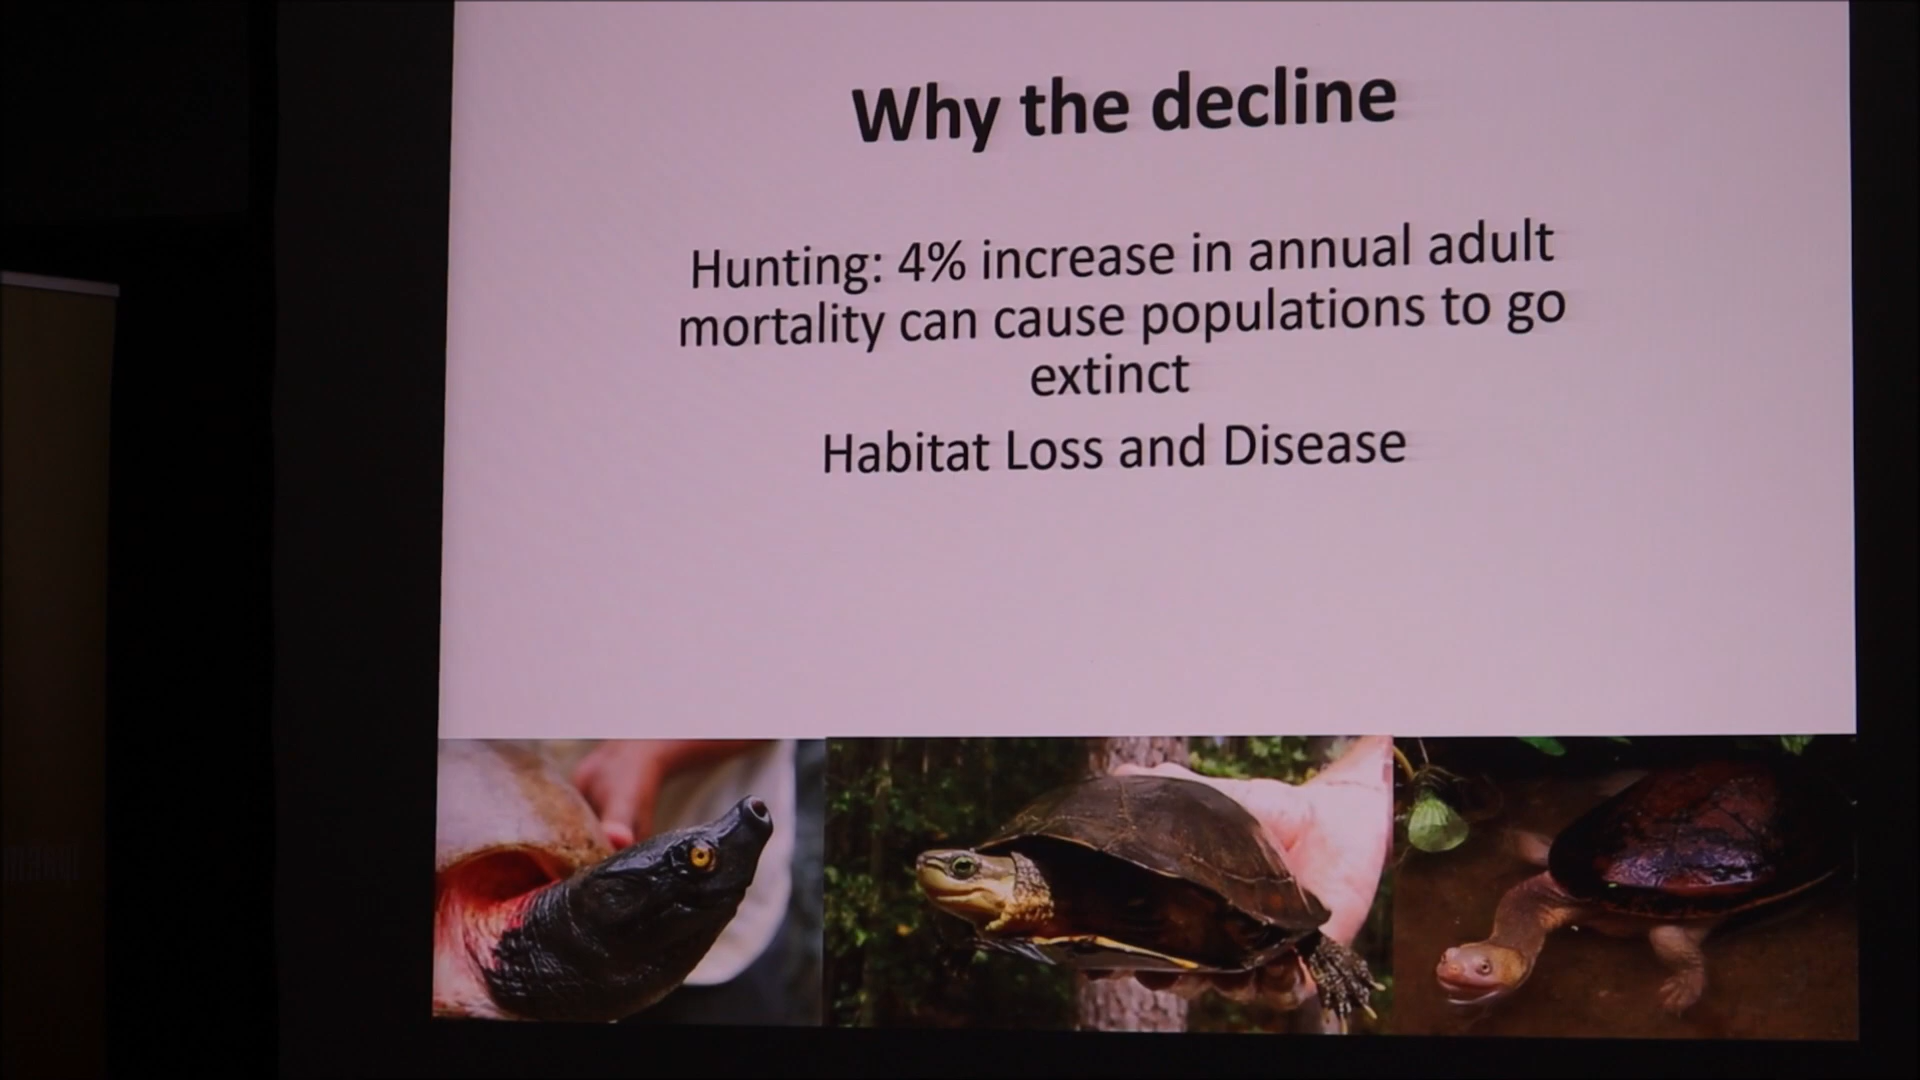 Why the decline
Hunting: 4% increase in annual adult
mortality can cause populations to go
extinct
Habitat Loss and Disease